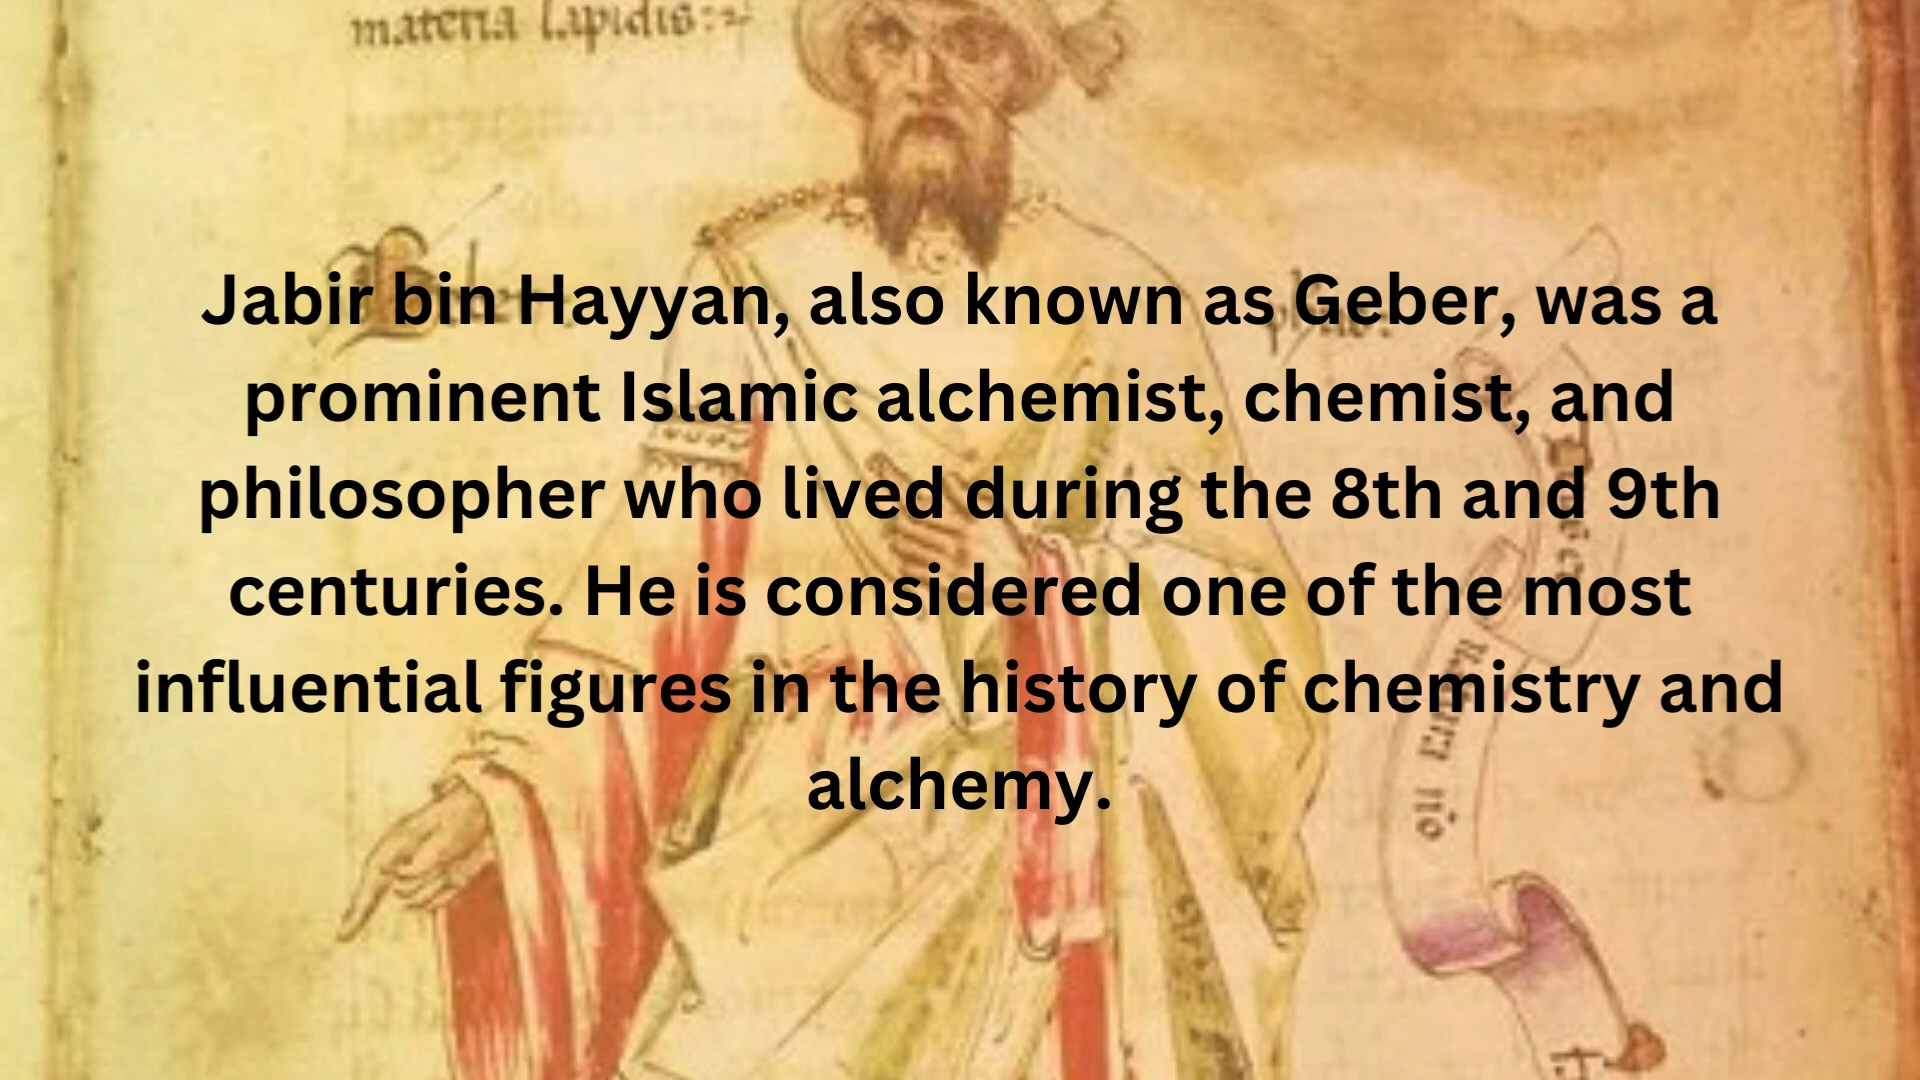 materia lapidis:
Jabir bin Hayyan, also known as Geber, was a
prominent Islamic alchemist, chemist, and
philosopher who lived during the 8th and 9th
centuries. He is considered one of the most
influential figures in the history of chemistry and
alchemy.